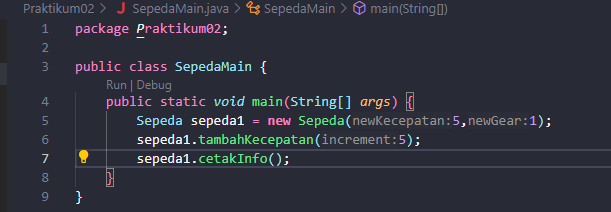 Praktikum02 > J SepedaMain.java > SepedaMain > main(String[])
1 package Praktikum02;
2
3 public class SepedaMain {
Run | Debug
4 public static void main(String[] args) {
5 Sepeda sepeda1 = new Sepeda(newKecepatan:5,newGear:1);
6 sepeda1.tambahKecepatan(increment:5);
7 sepeda1.cetakInfo();
8 }
9 }